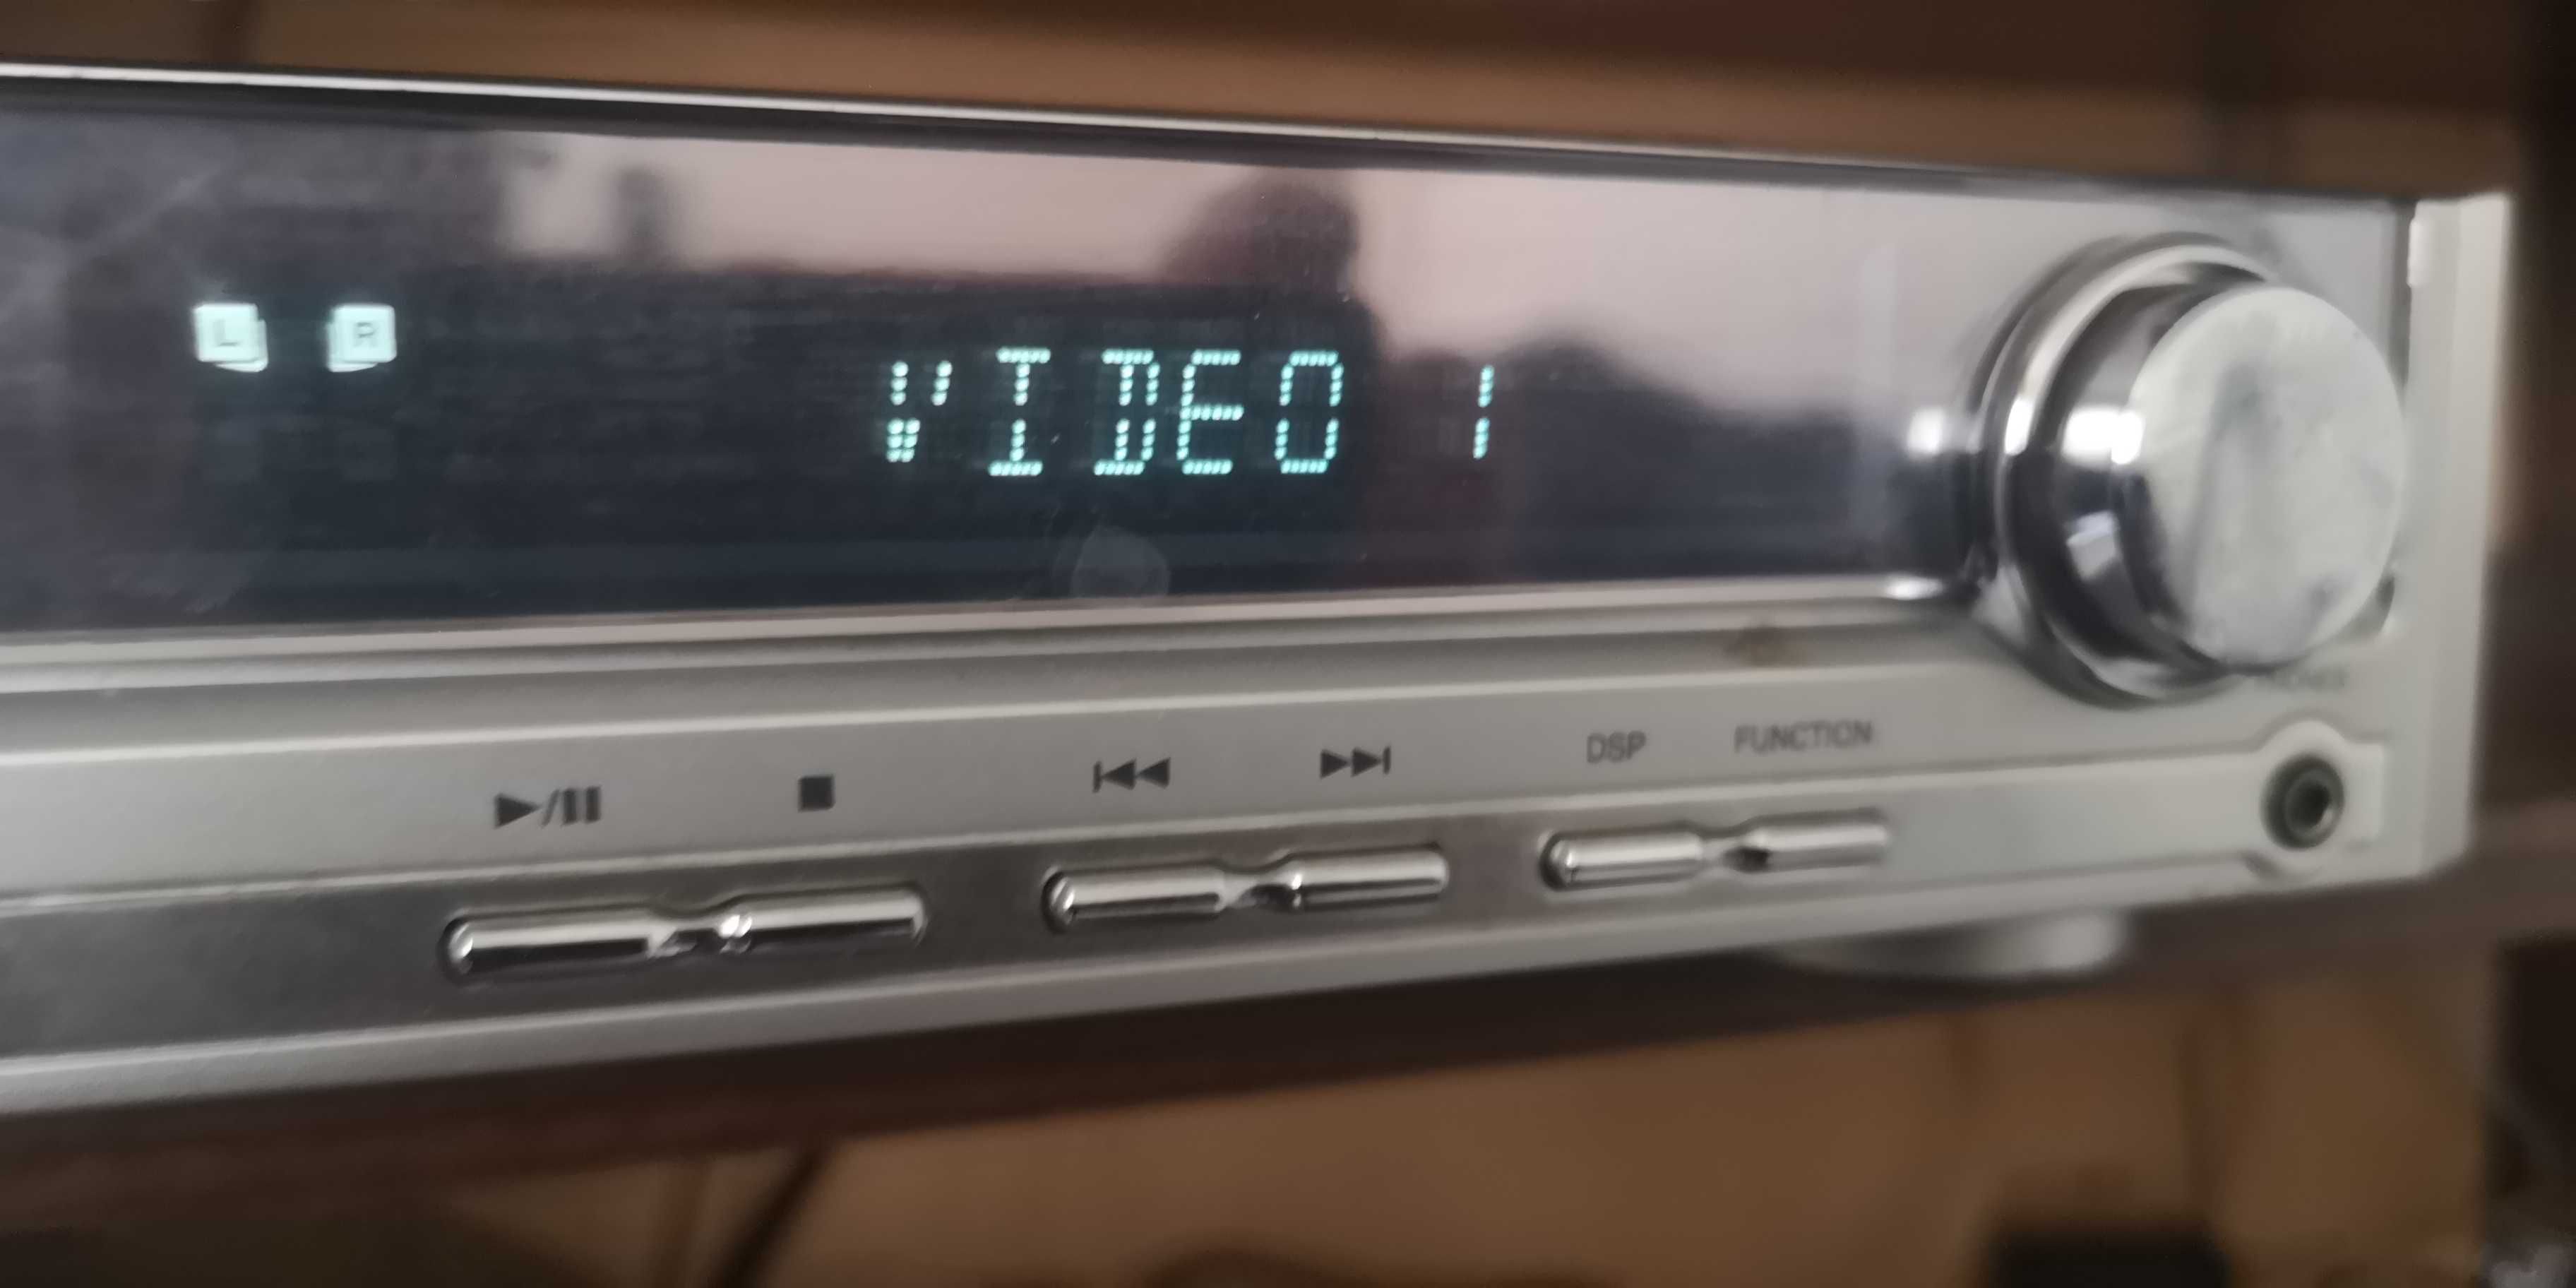 L R
VIDEO 1
DSP FUNCTION